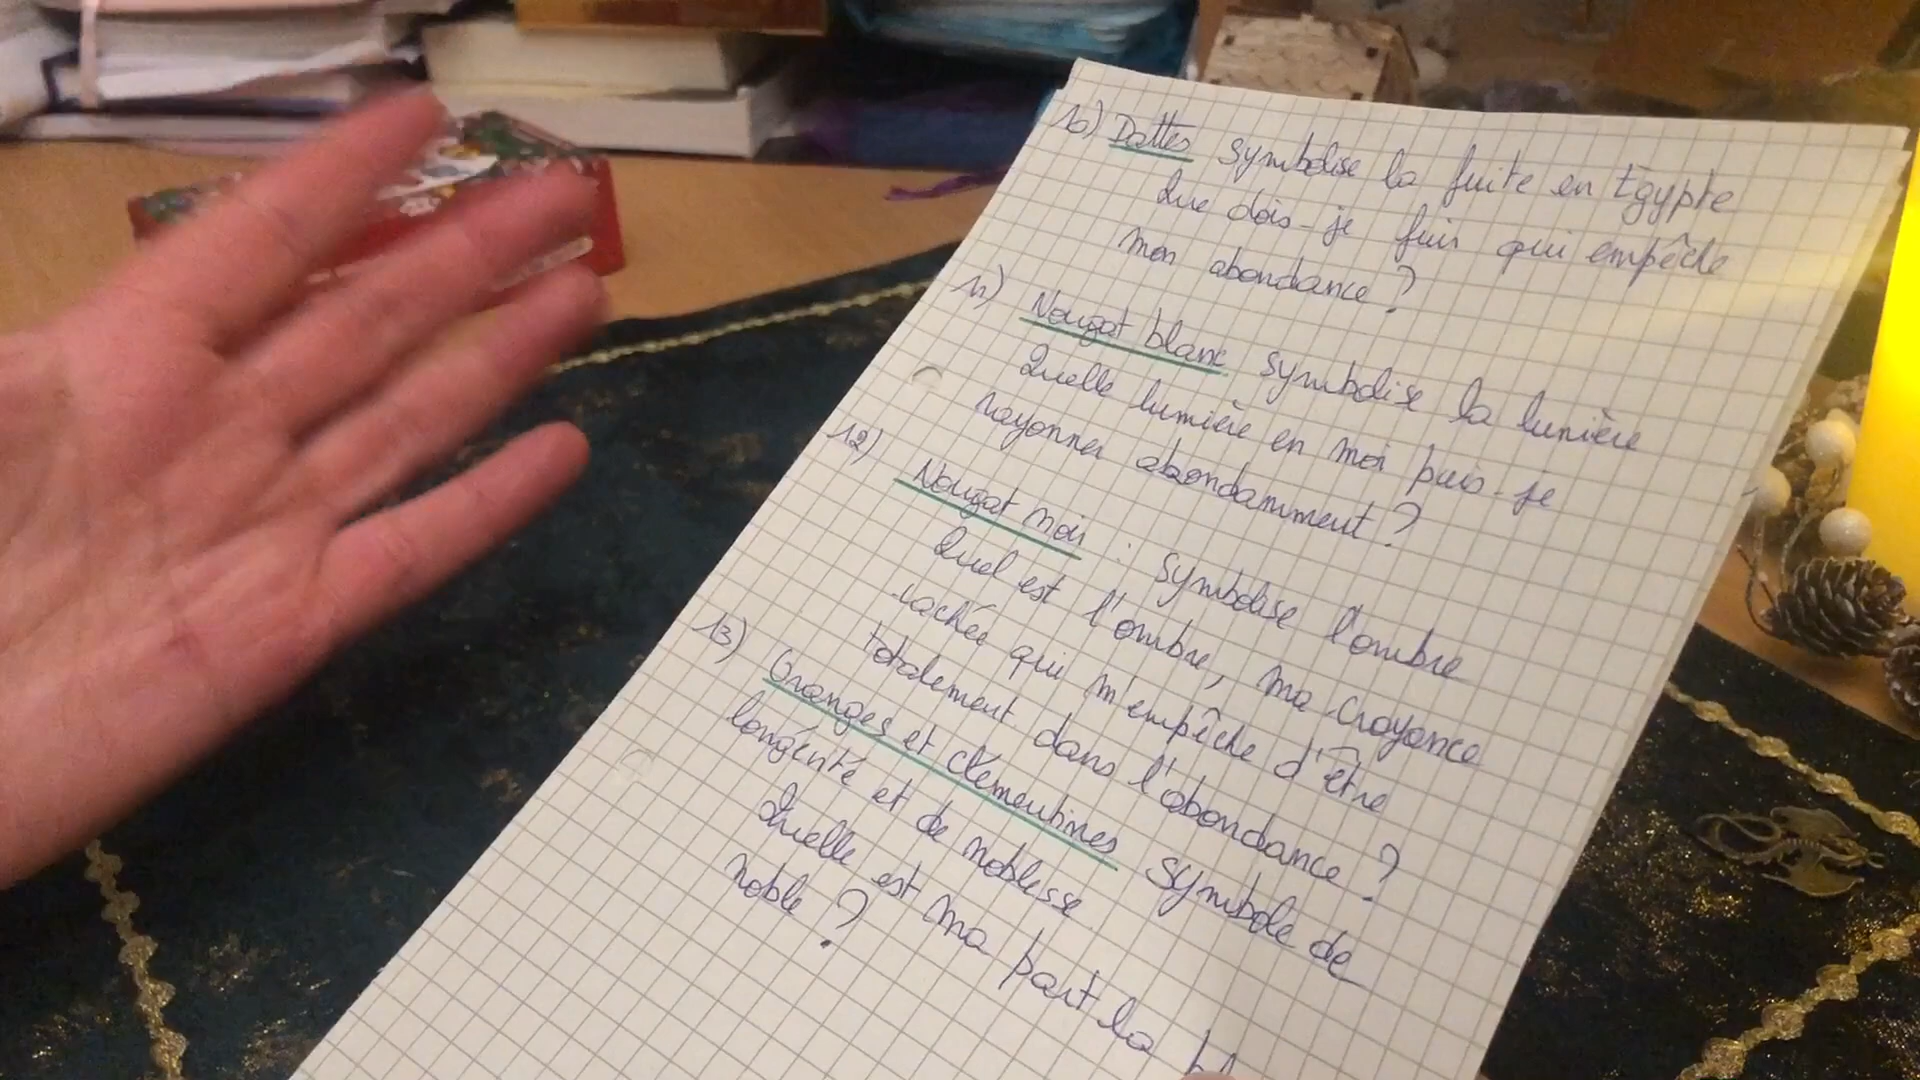 10) Dattes symbolise la fuite en Égypte
Que dois-je fuir qui empêche
mon abondance ?
11) Nougat blanc symbolise la lumière
Quelle lumière en moi puis-je
rayonner abondamment ?
12) Nougat noir : symbolise l'ombre
Quel est l'ombre, ma croyance
cachée qui m'empêche d'être
totalement dans l'abondance ?
13) Oranges et clémentines symbole de
longévité et de noblesse
Quelle est ma part la
noble ?